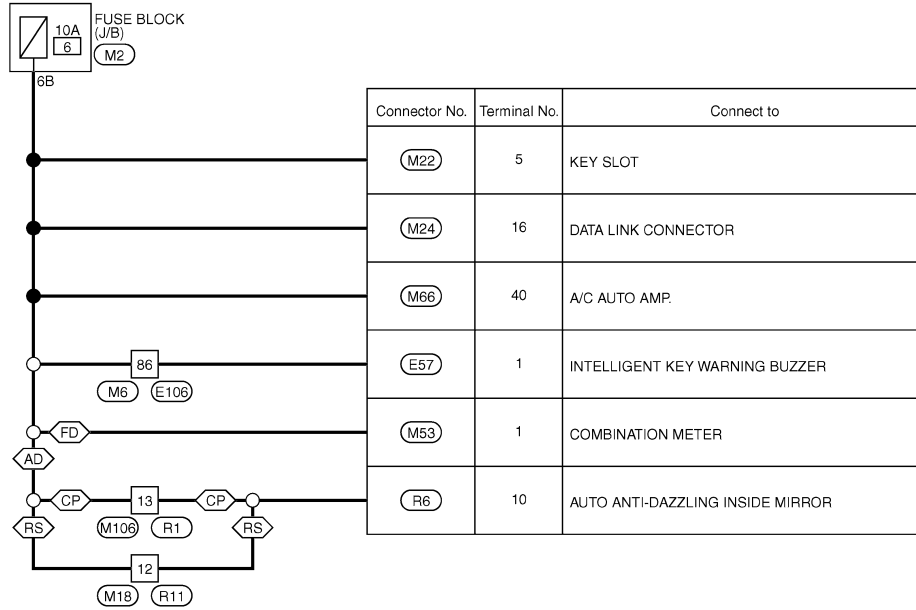 FUSE BLOCK
(J/B)
10A
6
M2
6B
Connector No. Terminal No. Connect to
M22 5 KEY SLOT
M24 16 DATA LINK CONNECTOR
M66 40 A/C AUTO AMP.
86 E57 1 INTELLIGENT KEY WARNING BUZZER
M6 E106
FD M53 1 COMBINATION METER
AD
CP 13 CP R6 10 AUTO ANTI-DAZZLING INSIDE MIRROR
RS M106 R1 RS
12
M18 R11